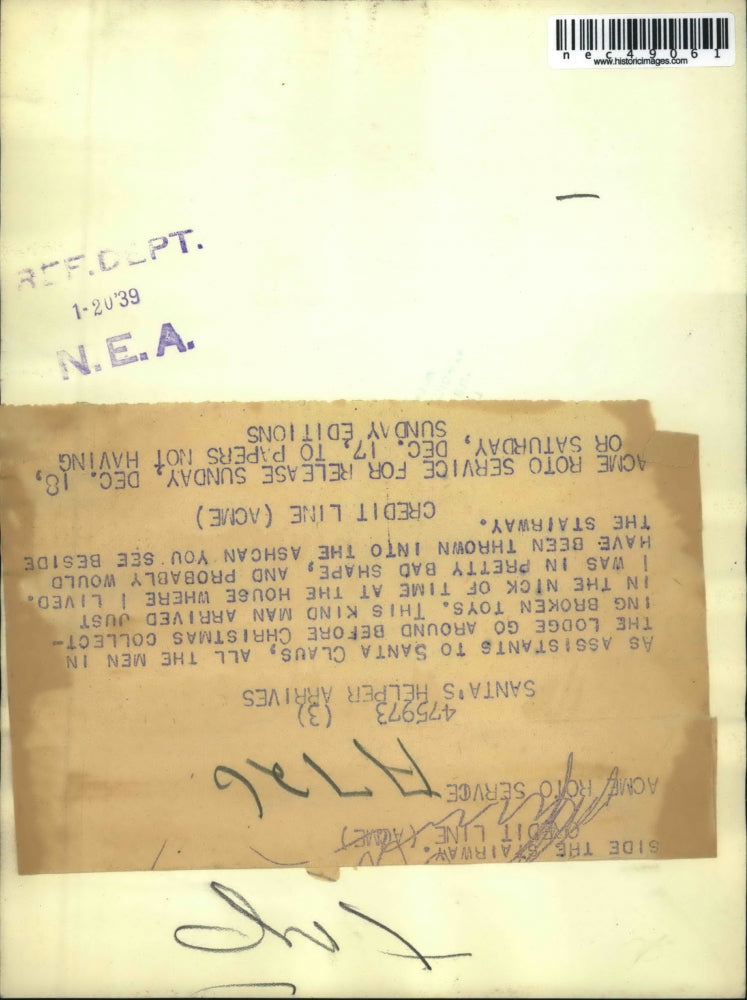 nec49061
www.historicimages.com
REF.DEPT.
1-20'39
N.E.A.
SIDE THE STAIRWAY.
CREDIT LINE (ACME)
ACME ROTO SERVICE
475973 (3)
SANTA'S HELPER ARRIVES
AS ASSISTANTS TO SANTA CLAUS, ALL THE MEN IN
THE LODGE GO AROUND BEFORE CHRISTMAS COLLECT-
ING BROKEN TOYS. THIS KIND MAN ARRIVED JUST
IN THE NICK OF TIME AT THE HOUSE WHERE I LIVED.
I WAS IN PRETTY BAD SHAPE, AND PROBABLY WOULD
HAVE BEEN THROWN INTO THE ASHCAN YOU SEE BESIDE
THE STAIRWAY.
CREDIT LINE (ACME)
ACME ROTO SERVICE FOR RELEASE SUNDAY, DEC. 18,
OR SATURDAY, DEC. 17, TO PAPERS NOT HAVING
SUNDAY EDITIONS